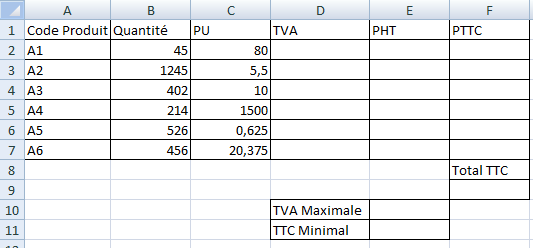 A B C D E F
1 Code Produit Quantité PU TVA PHT PTTC
2 A1 45 80
3 A2 1245 5,5
4 A3 402 10
5 A4 214 1500
6 A5 526 0,625
7 A6 456 20,375
8 Total TTC
9
10 TVA Maximale
11 TTC Minimal